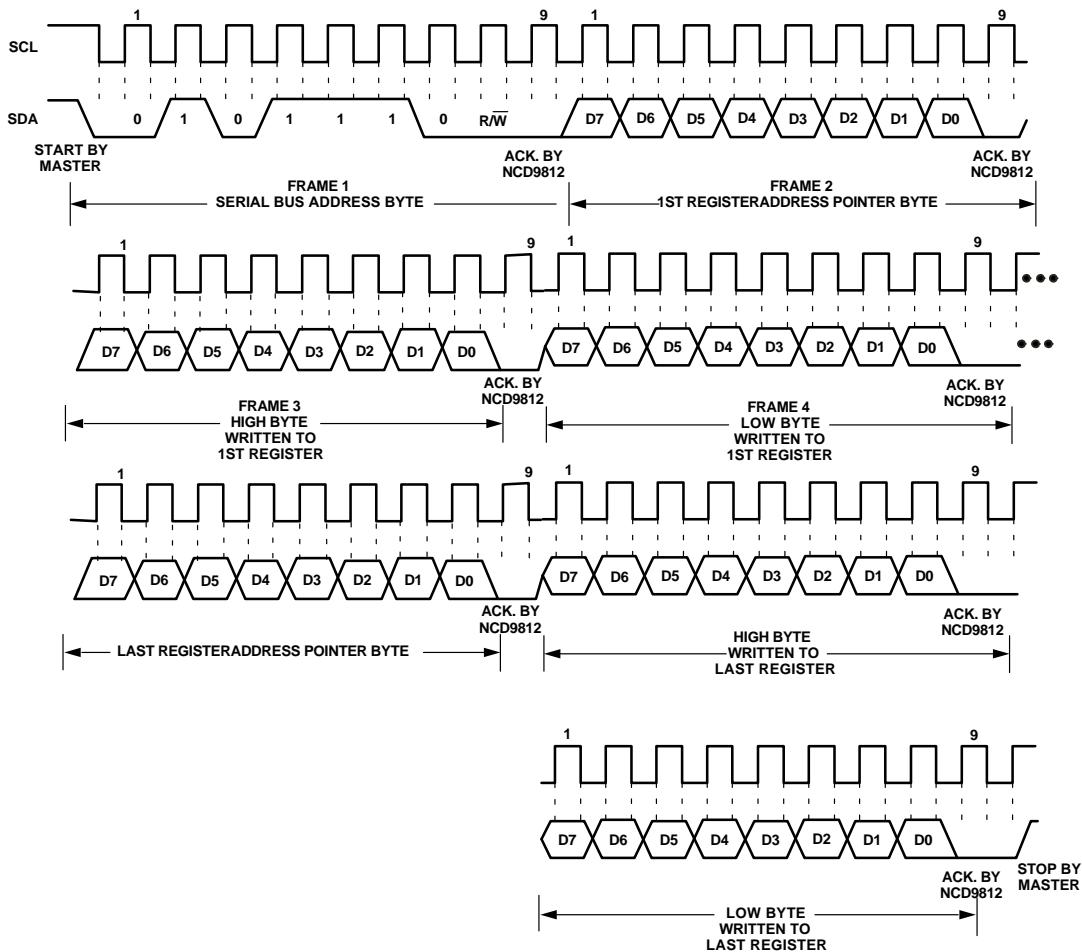 1 9 1 9
SCL
SDA
0 1 0 1 1 1 0 R/W D7 D6 D5 D4 D3 D2 D1 D0
START BY
MASTER
ACK. BY
NCD9812
ACK. BY
NCD9812
FRAME 1
SERIAL BUS ADDRESS BYTE
FRAME 2
1ST REGISTERADDRESS POINTER BYTE
1 9 1 9
D7 D6 D5 D4 D3 D2 D1 D0 D7 D6 D5 D4 D3 D2 D1 D0
ACK. BY
NCD9812
ACK. BY
NCD9812
FRAME 3
HIGH BYTE
WRITTEN TO
1ST REGISTER
FRAME 4
LOW BYTE
WRITTEN TO
1ST REGISTER
1 9 1 9
D7 D6 D5 D4 D3 D2 D1 D0 D7 D6 D5 D4 D3 D2 D1 D0
ACK. BY
NCD9812
ACK. BY
NCD9812
LAST REGISTERADDRESS POINTER BYTE
HIGH BYTE
WRITTEN TO
LAST REGISTER
1 9
D7 D6 D5 D4 D3 D2 D1 D0
ACK. BY
NCD9812
STOP BY
MASTER
LOW BYTE
WRITTEN TO
LAST REGISTER